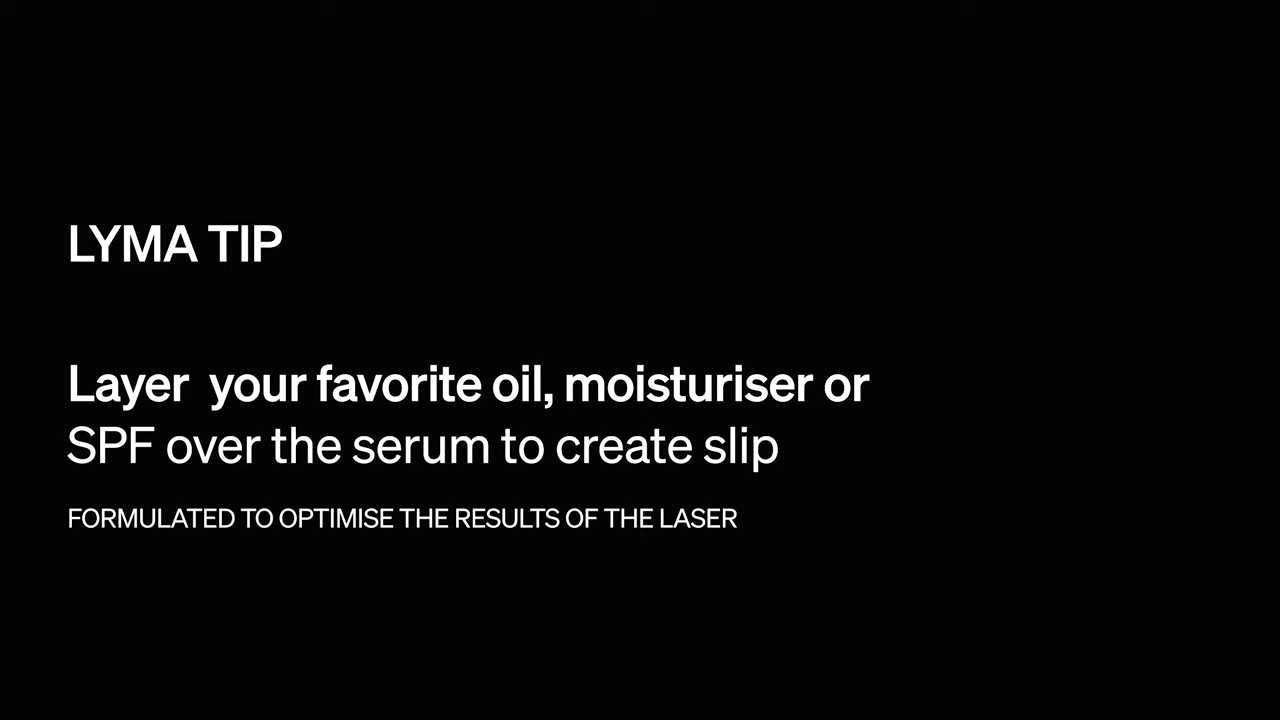 LYMA TIP
Layer  your favorite oil, moisturiser or
SPF over the serum to create slip
FORMULATED TO OPTIMISE THE RESULTS OF THE LASER